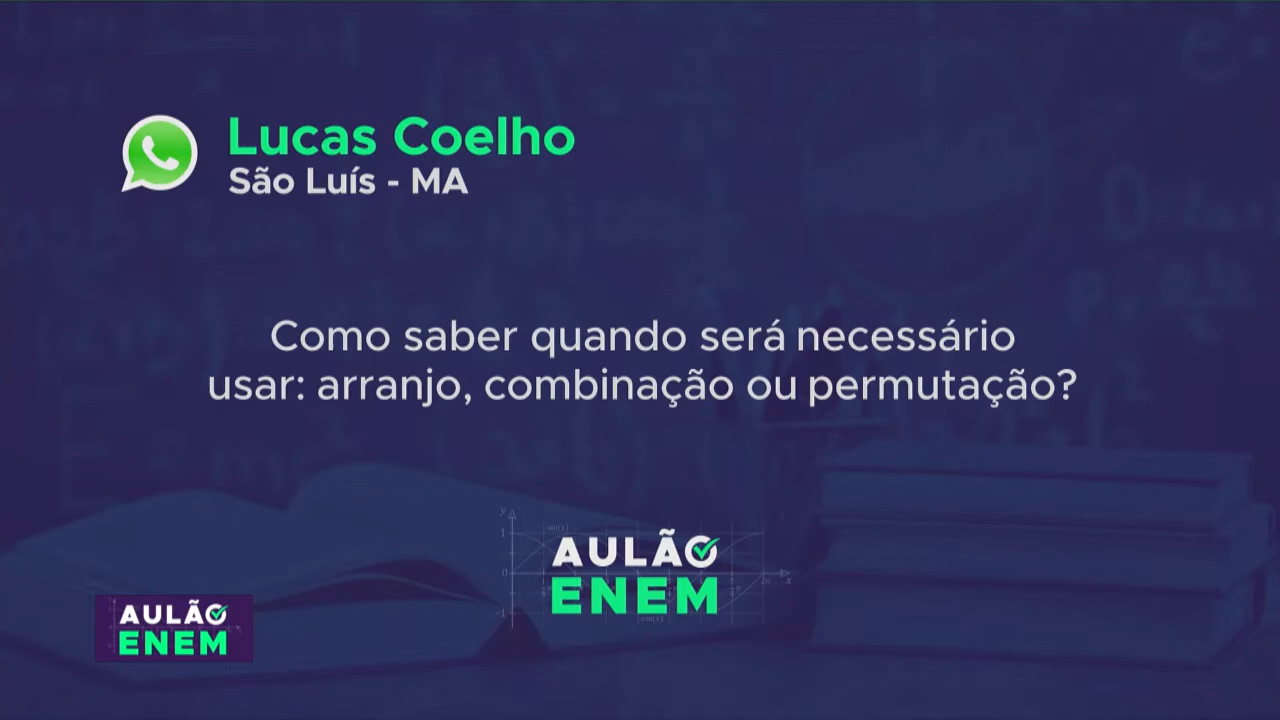 Lucas Coelho
São Luís - MA
Como saber quando será necessário
usar: arranjo, combinação ou permutação?
AULÃO
ENEM
AULÃO
ENEM